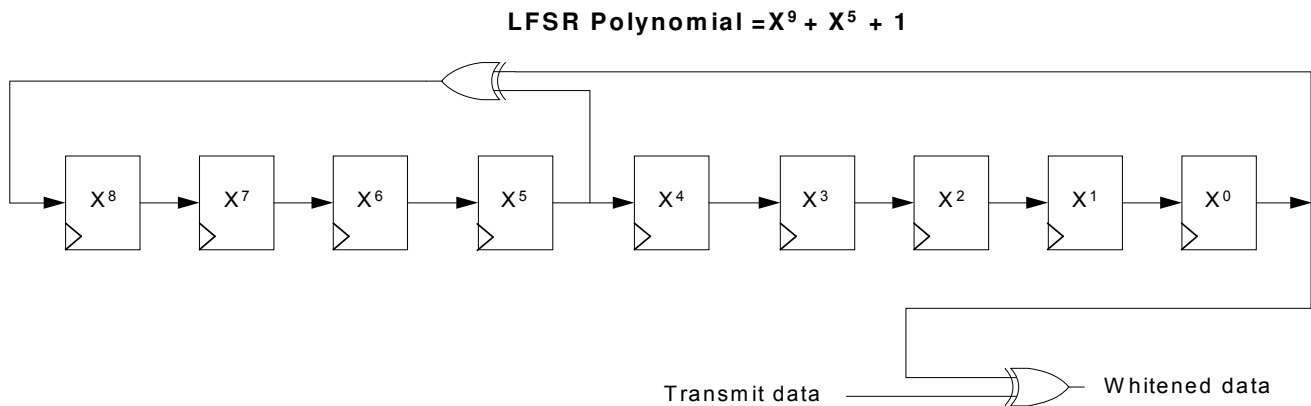 LFSR Polynomial =X⁹ + X⁵ + 1
X⁸ X⁷ X⁶ X⁵ X⁴ X³ X² X¹ X⁰
Transmit data
Whitened data